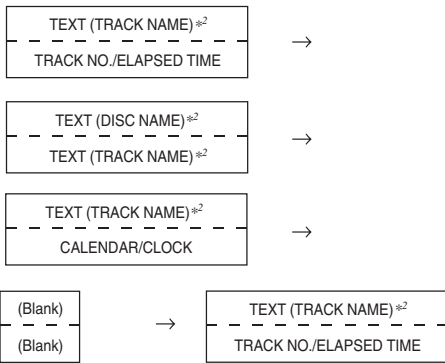 TEXT (TRACK NAME)*2
TRACK NO./ELAPSED TIME
→
TEXT (DISC NAME)*2
TEXT (TRACK NAME)*2
→
TEXT (TRACK NAME)*2
CALENDAR/CLOCK
→
(Blank)
(Blank)
→
TEXT (TRACK NAME)*2
TRACK NO./ELAPSED TIME